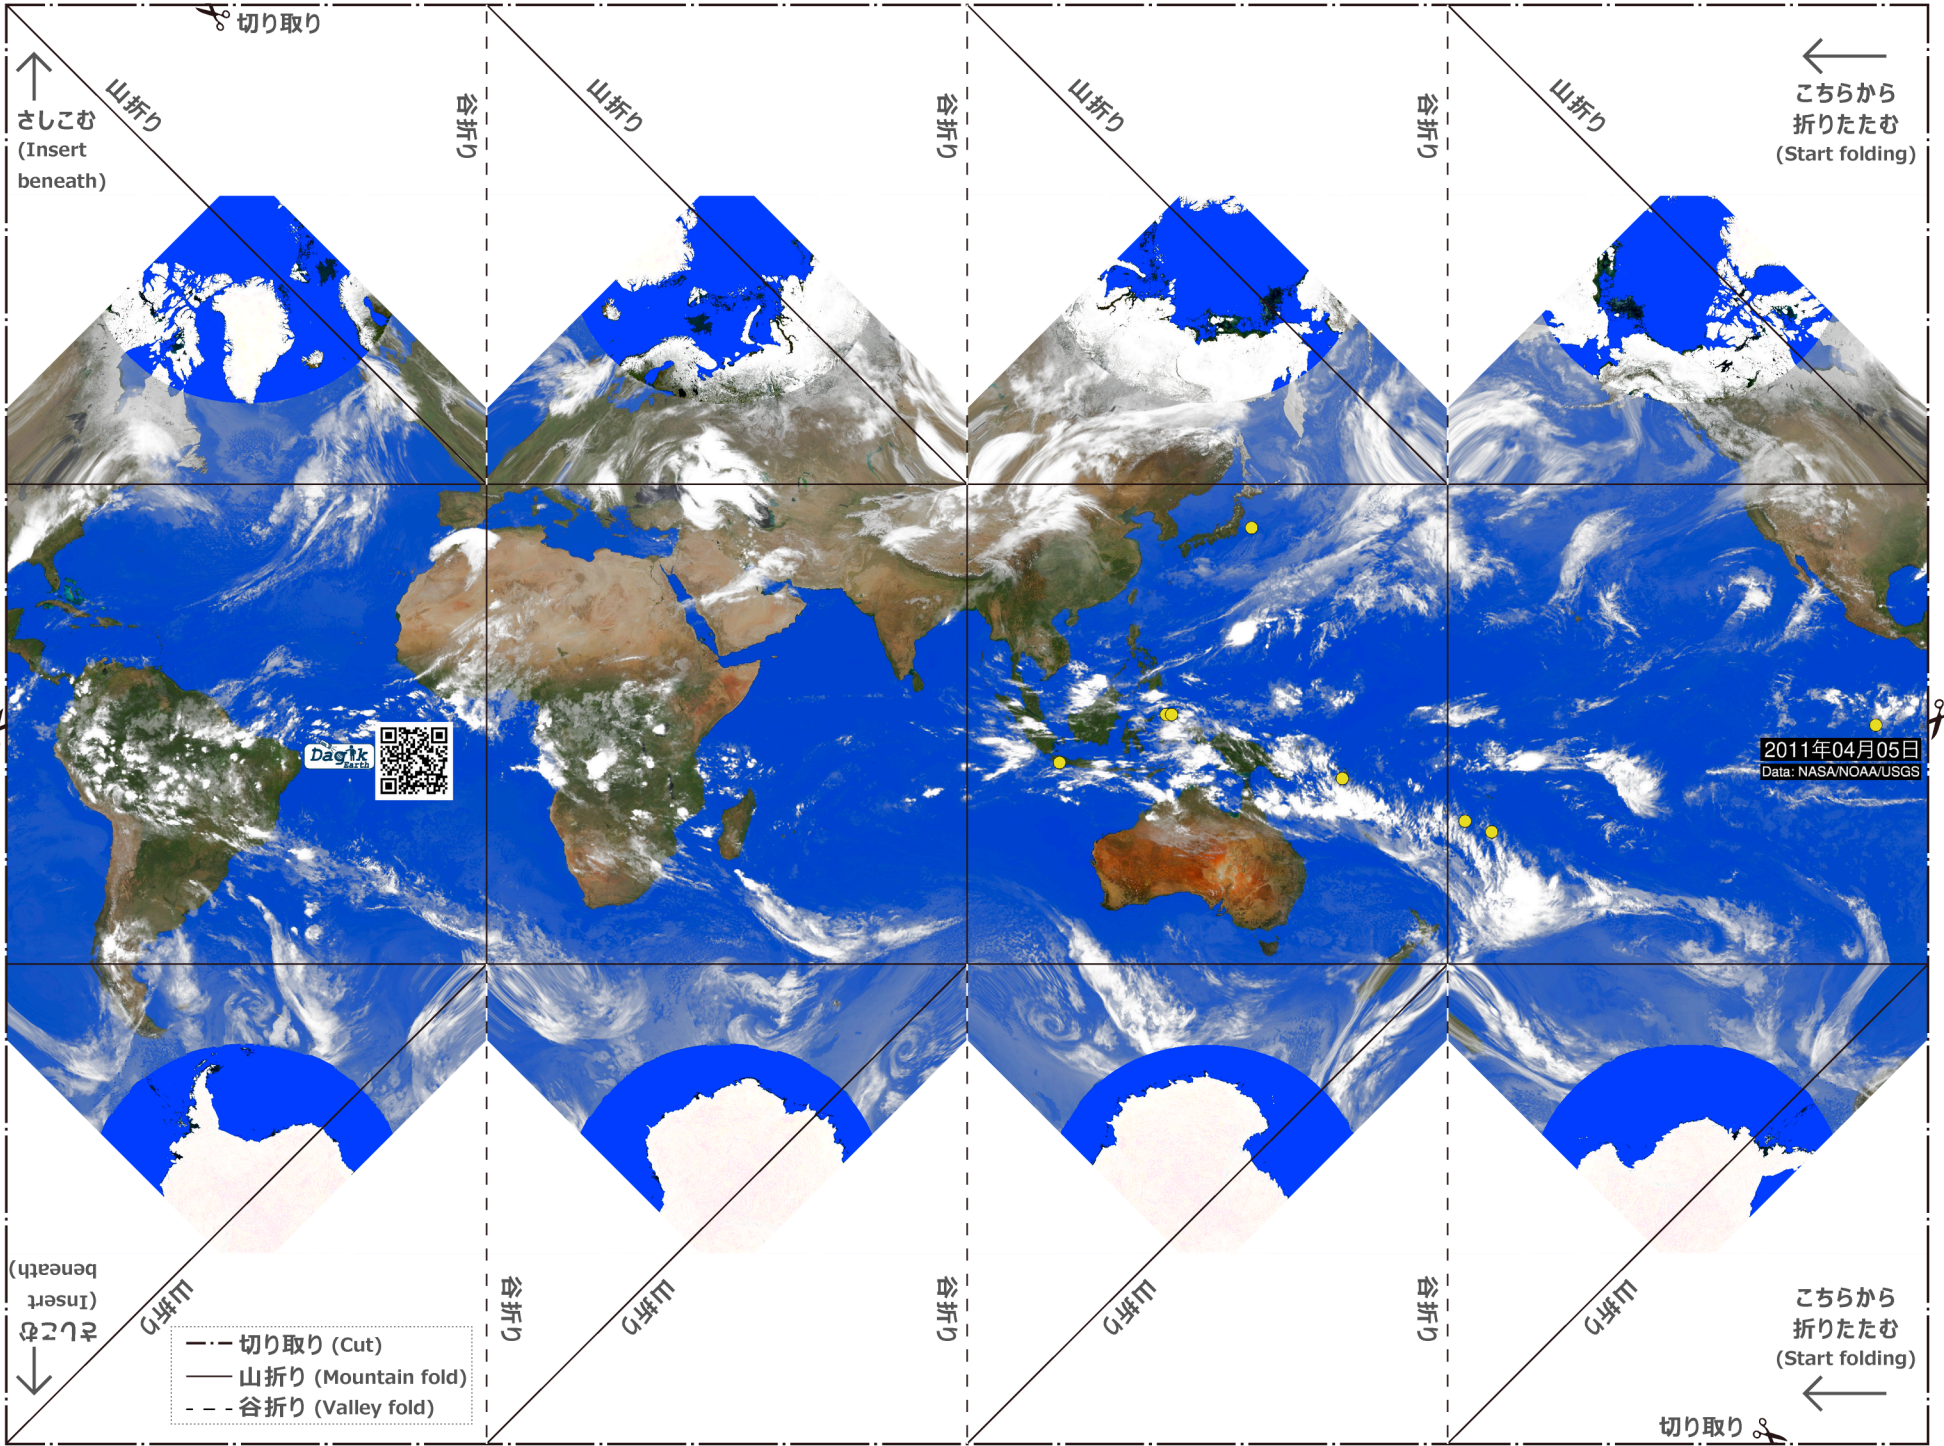 切り取り
山折り
谷折り
山折り
谷折り
山折り
谷折り
山折り
さしこむ
(Insert
beneath)
こちらから
折りたたむ
(Start folding)
Dagik
Earth
2011年04月05日
Data: NASA/NOAA/USGS
さしこむ
(Insert
beneath)
山折り
谷折り
山折り
谷折り
山折り
谷折り
山折り
切り取り (Cut)
山折り (Mountain fold)
谷折り (Valley fold)
こちらから
折りたたむ
(Start folding)
切り取り